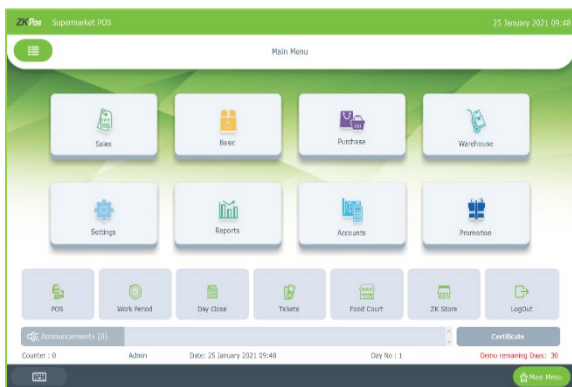 ZKPos Supermarket POS 25 January 2021 09:48
Main Menu
Sales Basic Purchase Warehouse
Settings Reports Accounts Promotion
POS Work Period Day Close Tickets Food Court ZK Store LogOut
Announcements (0) Certificate
Counter : 0 Admin Date: 25 January 2021 09:48 Day No : 1 Demo remaining Days: 30
Main Menu